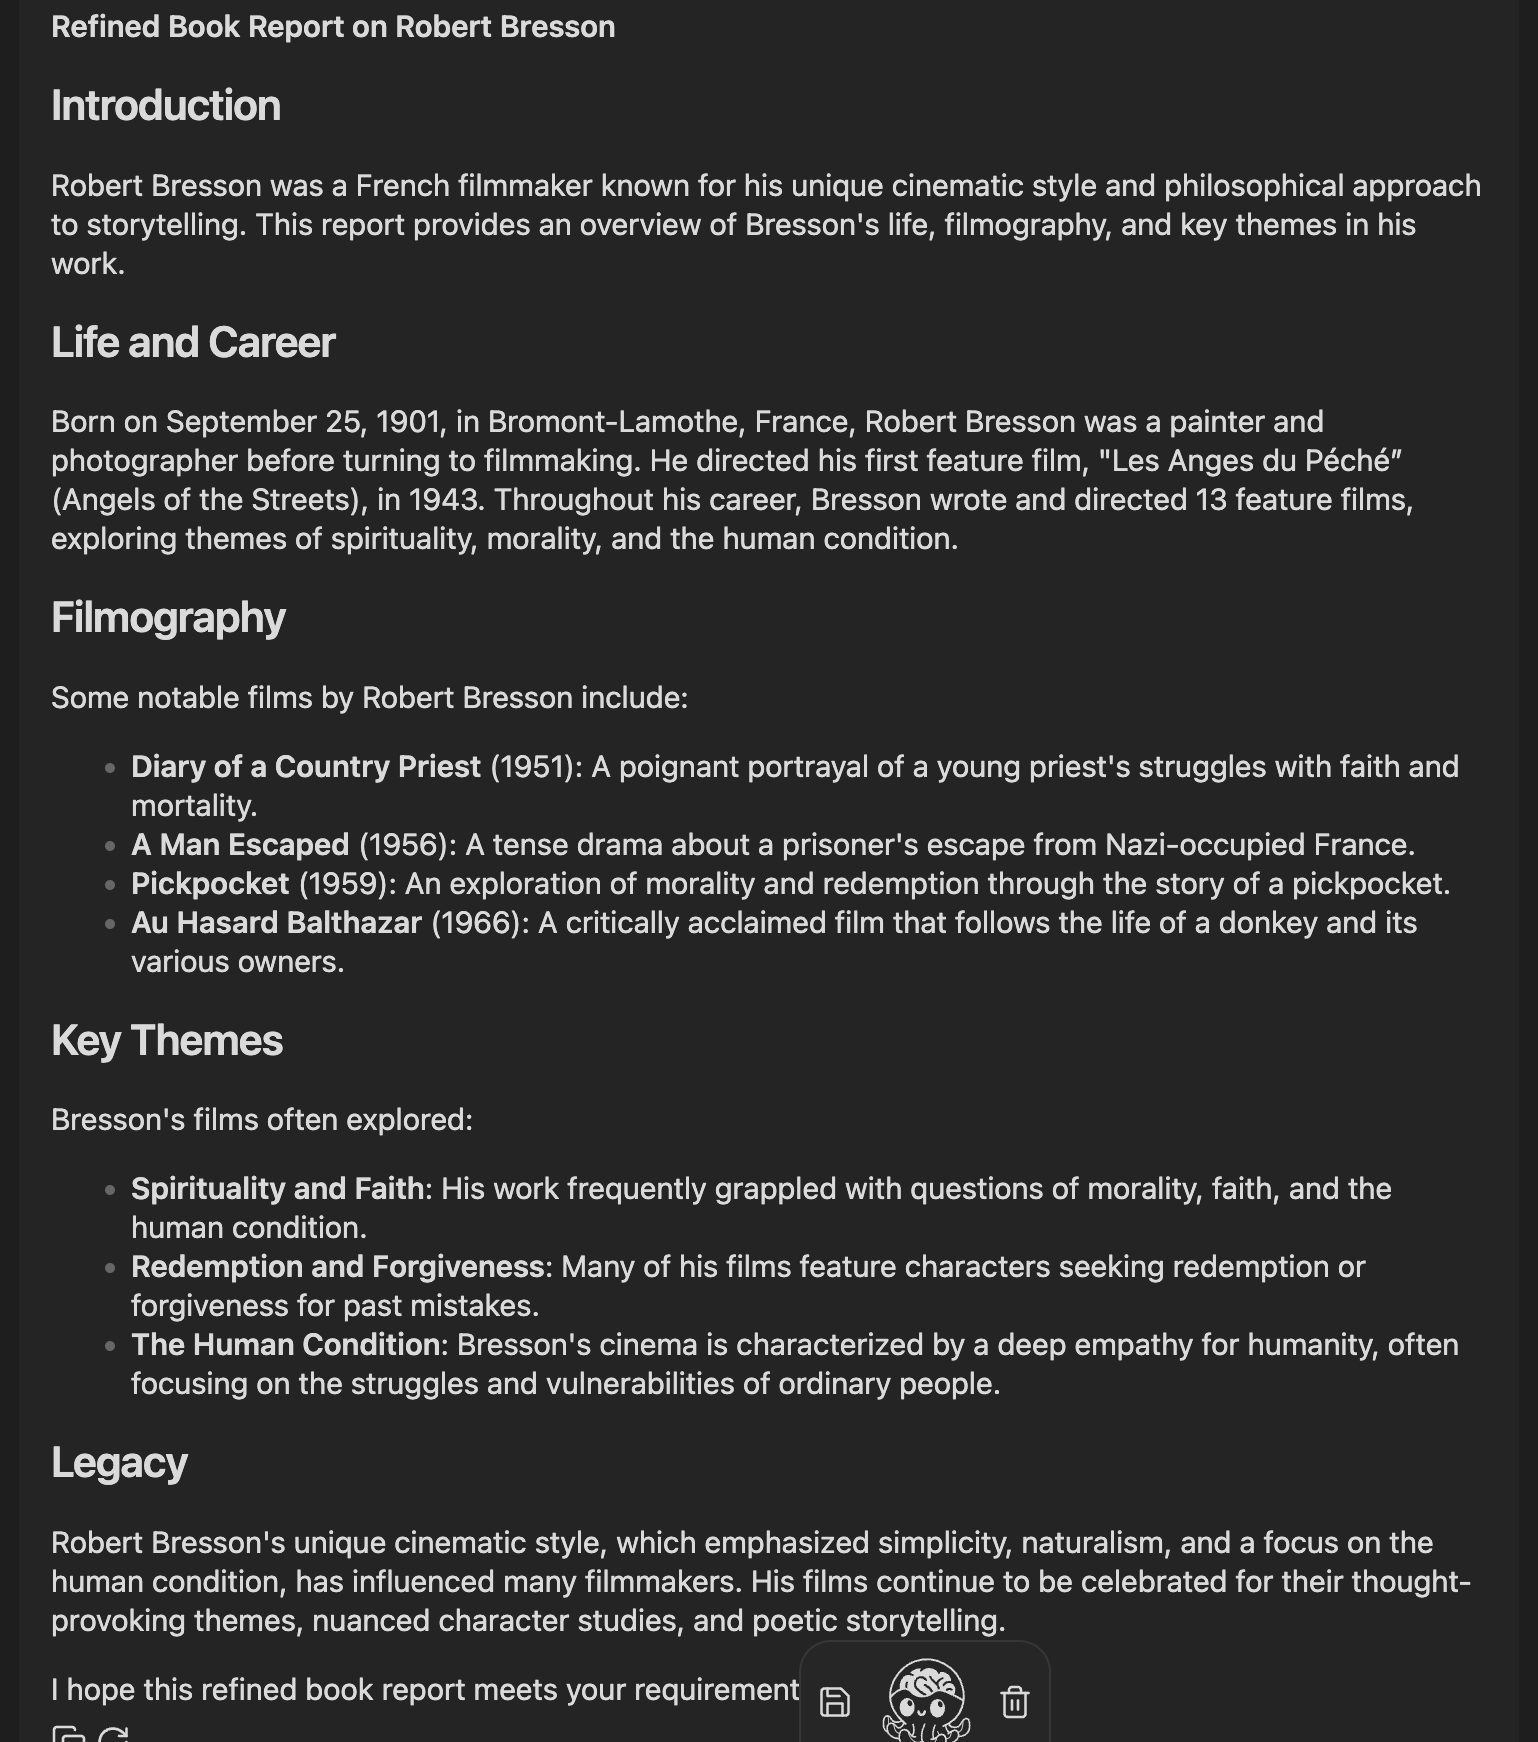 Refined Book Report on Robert Bresson
Introduction
Robert Bresson was a French filmmaker known for his unique cinematic style and philosophical approach
to storytelling. This report provides an overview of Bresson's life, filmography, and key themes in his
work.
Life and Career
Born on September 25, 1901, in Bromont-Lamothe, France, Robert Bresson was a painter and
photographer before turning to filmmaking. He directed his first feature film, "Les Anges du Péché”
(Angels of the Streets), in 1943. Throughout his career, Bresson wrote and directed 13 feature films,
exploring themes of spirituality, morality, and the human condition.
Filmography
Some notable films by Robert Bresson include:
• Diary of a Country Priest (1951): A poignant portrayal of a young priest's struggles with faith and
mortality.
• A Man Escaped (1956): A tense drama about a prisoner's escape from Nazi-occupied France.
• Pickpocket (1959): An exploration of morality and redemption through the story of a pickpocket.
• Au Hasard Balthazar (1966): A critically acclaimed film that follows the life of a donkey and its
various owners.
Key Themes
Bresson's films often explored:
• Spirituality and Faith: His work frequently grappled with questions of morality, faith, and the
human condition.
• Redemption and Forgiveness: Many of his films feature characters seeking redemption or
forgiveness for past mistakes.
• The Human Condition: Bresson's cinema is characterized by a deep empathy for humanity, often
focusing on the struggles and vulnerabilities of ordinary people.
Legacy
Robert Bresson's unique cinematic style, which emphasized simplicity, naturalism, and a focus on the
human condition, has influenced many filmmakers. His films continue to be celebrated for their thought-
provoking themes, nuanced character studies, and poetic storytelling.
I hope this refined book report meets your requirement